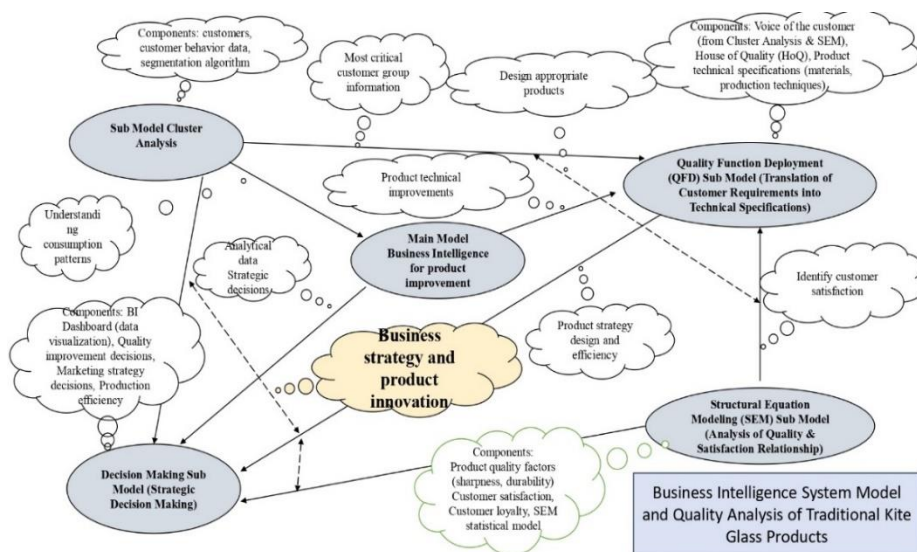 Components: customers,
customer behavior data,
segmentation algorithm
Most critical
customer group
information
Design appropriate
products
Components: Voice of the customer
(from Cluster Analysis & SEM),
House of Quality (HoQ), Product
technical specifications (materials,
production techniques)
Sub Model Cluster
Analysis
Quality Function Deployment
(QFD) Sub Model (Translation of
Customer Requirements into
Technical Specifications)
Product technical
improvements
Understandi
ng
consumption
patterns
Analytical
data
Strategic
decisions
Main Model
Business Intelligence
for product
improvement
Identify customer
satisfaction
Components: BI
Dashboard (data
visualization), Quality
improvement decisions,
Marketing strategy
decisions, Production
efficiency
Business
strategy and
product
innovation
Product strategy
design and
efficiency
Structural Equation
Modeling (SEM) Sub Model
(Analysis of Quality &
Satisfaction Relationship)
Decision Making Sub
Model (Strategic
Decision Making)
Components:
Product quality factors
(sharpness, durability)
Customer satisfaction,
Customer loyalty, SEM
statistical model
Business Intelligence System Model
and Quality Analysis of Traditional Kite
Glass Products